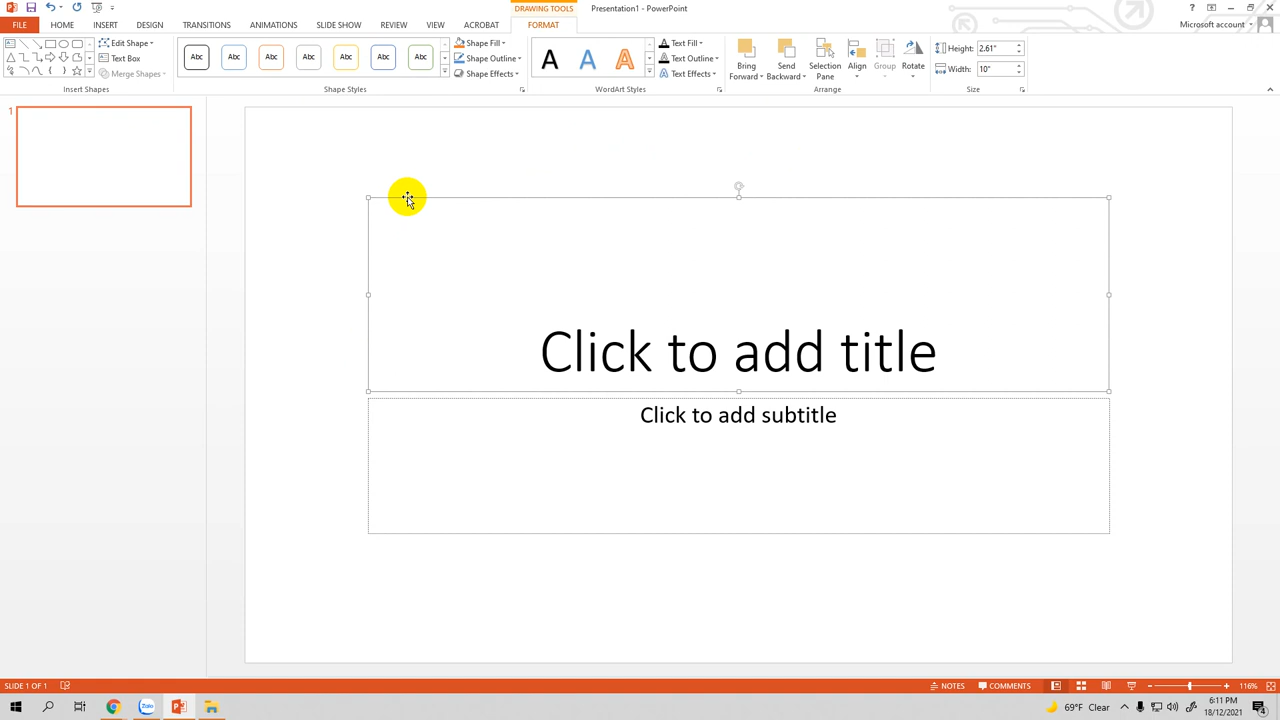 DRAWING TOOLS
Presentation1 - PowerPoint
FILE HOME INSERT DESIGN TRANSITIONS ANIMATIONS SLIDE SHOW REVIEW VIEW ACROBAT FORMAT
Microsoft account
Edit Shape
Text Box
Merge Shapes
Insert Shapes
Abc Abc Abc Abc Abc Abc Abc
Shape Fill
Shape Outline
Shape Effects
Shape Styles
A A A
Text Fill
Text Outline
Text Effects
WordArt Styles
Bring Forward
Send Backward
Selection Pane
Align
Group
Rotate
Arrange
Height: 2.61"
Width: 10"
Size
1
Click to add title
Click to add subtitle
SLIDE 1 OF 1
NOTES
COMMENTS
116%
Zalo
69°F Clear
6:11 PM
18/12/2021
4